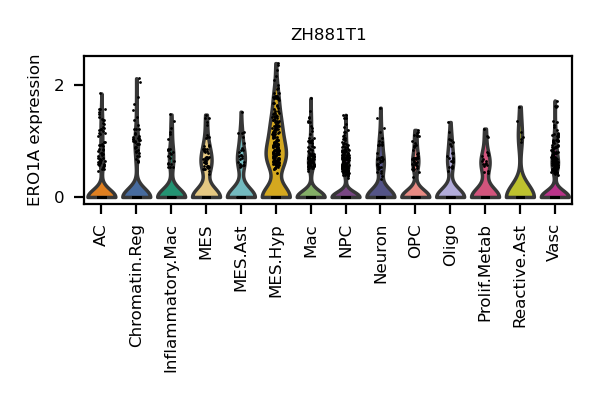 ZH881T1
ERO1A expression
2
0
AC
Chromatin.Reg
Inflammatory.Mac
MES
MES.Ast
MES.Hyp
Mac
NPC
Neuron
OPC
Oligo
Prolif.Metab
Reactive.Ast
Vasc